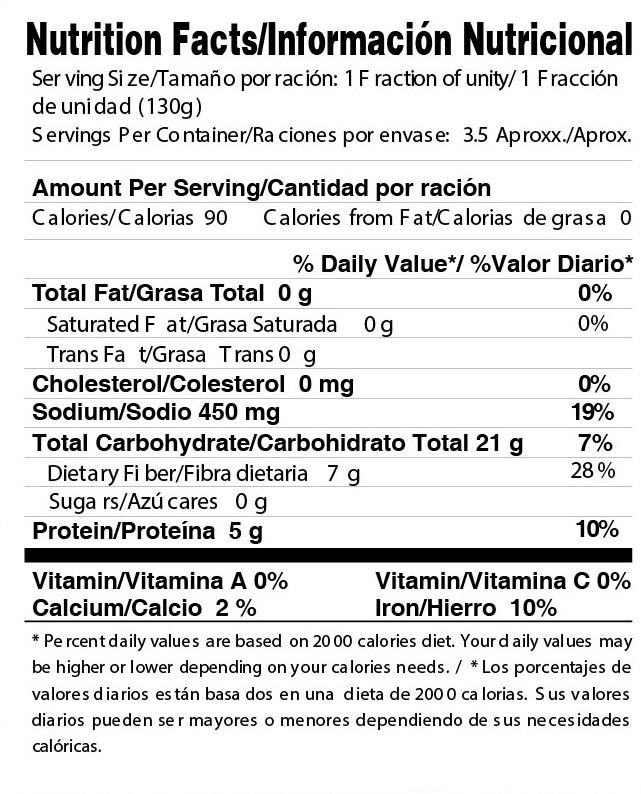 Nutrition Facts/Información Nutricional
Serving Size/Tamaño por ración: 1 Fraction of unity/ 1 Fracción
de unidad (130g)
Servings Per Container/Raciones por envase: 3.5 Aproxx./Aprox.
Amount Per Serving/Cantidad por ración
Calories/Calorias 90 Calories from Fat/Calorias de grasa 0
% Daily Value*/ %Valor Diario*
Total Fat/Grasa Total 0 g 0%
Saturated Fat/Grasa Saturada 0 g 0%
Trans Fat/Grasa Trans 0 g
Cholesterol/Colesterol 0 mg 0%
Sodium/Sodio 450 mg 19%
Total Carbohydrate/Carbohidrato Total 21 g 7%
Dietary Fiber/Fibra dietaria 7 g 28%
Sugars/Azúcares 0 g
Protein/Proteína 5 g 10%
Vitamin/Vitamina A 0% Vitamin/Vitamina C 0%
Calcium/Calcio 2 % Iron/Hierro 10%
* Percent daily values are based on 2000 calories diet. Your daily values may
be higher or lower depending on your calories needs. / * Los porcentajes de
valores diarios están basados en una dieta de 2000 calorias. Sus valores
diarios pueden ser mayores o menores dependiendo de sus necesidades
calóricas.